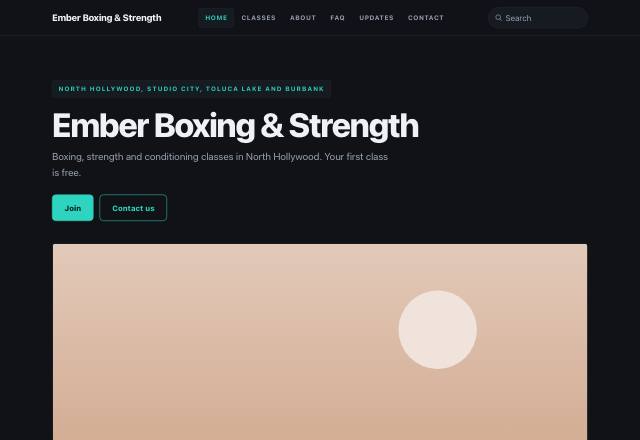 Ember Boxing & Strength
HOME CLASSES ABOUT FAQ UPDATES CONTACT
Search
NORTH HOLLYWOOD, STUDIO CITY, TOLUCA LAKE AND BURBANK
Ember Boxing & Strength
Boxing, strength and conditioning classes in North Hollywood. Your first class
is free.
Join Contact us